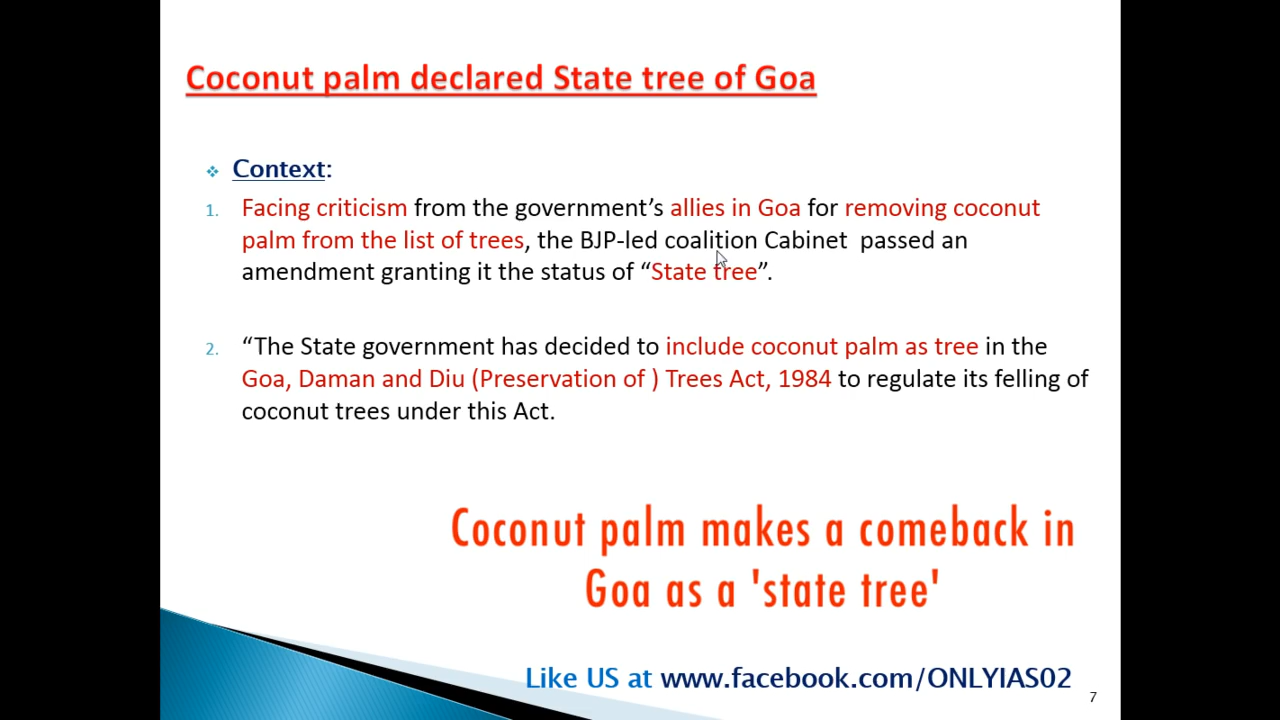 Coconut palm declared State tree of Goa
Context:
1. Facing criticism from the government’s allies in Goa for removing coconut
palm from the list of trees, the BJP-led coalition Cabinet passed an
amendment granting it the status of “State tree”.
2. “The State government has decided to include coconut palm as tree in the
Goa, Daman and Diu (Preservation of ) Trees Act, 1984 to regulate its felling of
coconut trees under this Act.
Coconut palm makes a comeback in
Goa as a 'state tree'
Like US at www.facebook.com/ONLYIAS02
7